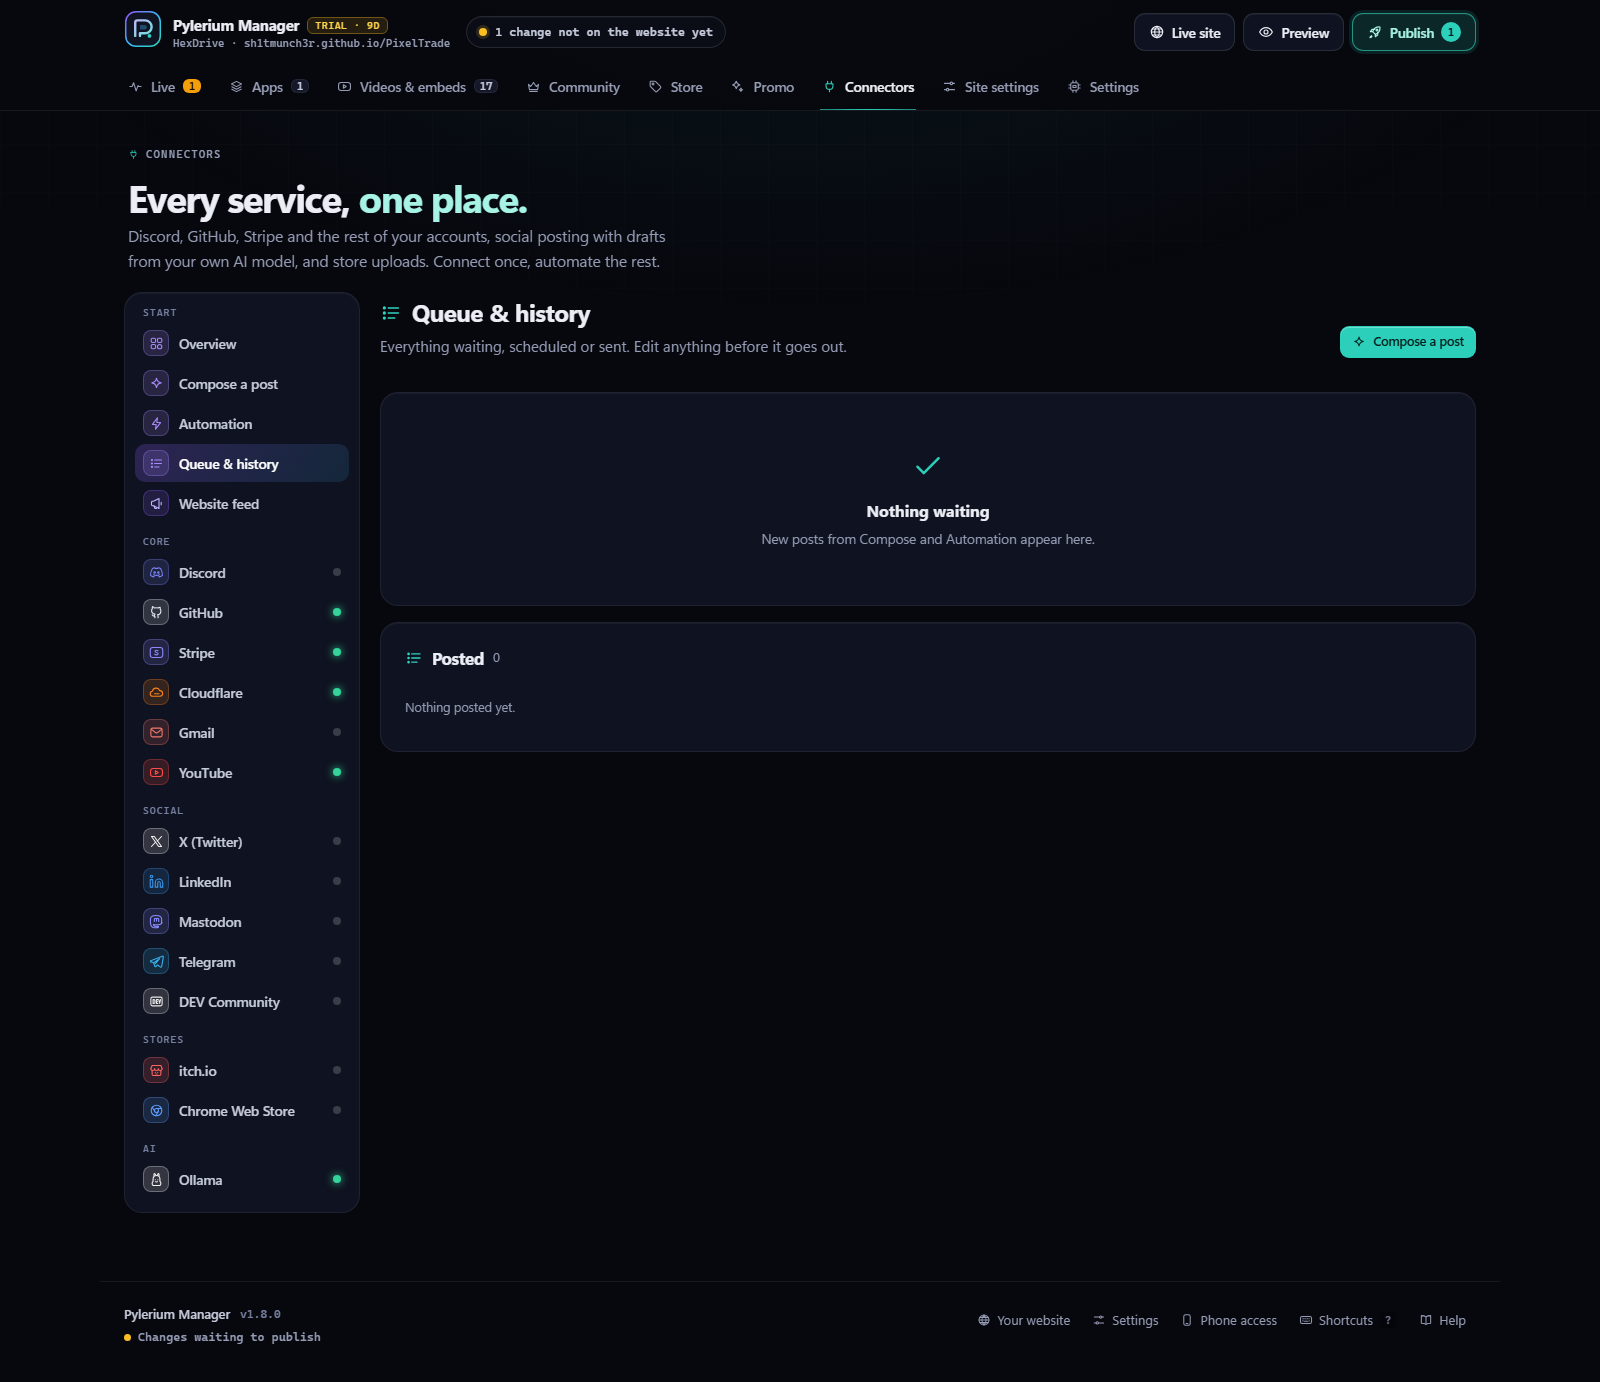 Pylerium Manager TRIAL · 9D
HexDrive · sh1tmunch3r.github.io/PixelTrade
1 change not on the website yet
Live site
Preview
Publish 1
Live 1
Apps 1
Videos & embeds 17
Community
Store
Promo
Connectors
Site settings
Settings
CONNECTORS
Every service, one place.
Discord, GitHub, Stripe and the rest of your accounts, social posting with drafts
from your own AI model, and store uploads. Connect once, automate the rest.
START
Overview
Compose a post
Automation
Queue & history
Website feed
CORE
Discord
GitHub
Stripe
Cloudflare
Gmail
YouTube
SOCIAL
X (Twitter)
LinkedIn
Mastodon
Telegram
DEV Community
STORES
itch.io
Chrome Web Store
AI
Ollama
Queue & history
Everything waiting, scheduled or sent. Edit anything before it goes out.
Compose a post
Nothing waiting
New posts from Compose and Automation appear here.
Posted 0
Nothing posted yet.
Pylerium Manager v1.8.0
Changes waiting to publish
Your website
Settings
Phone access
Shortcuts ?
Help